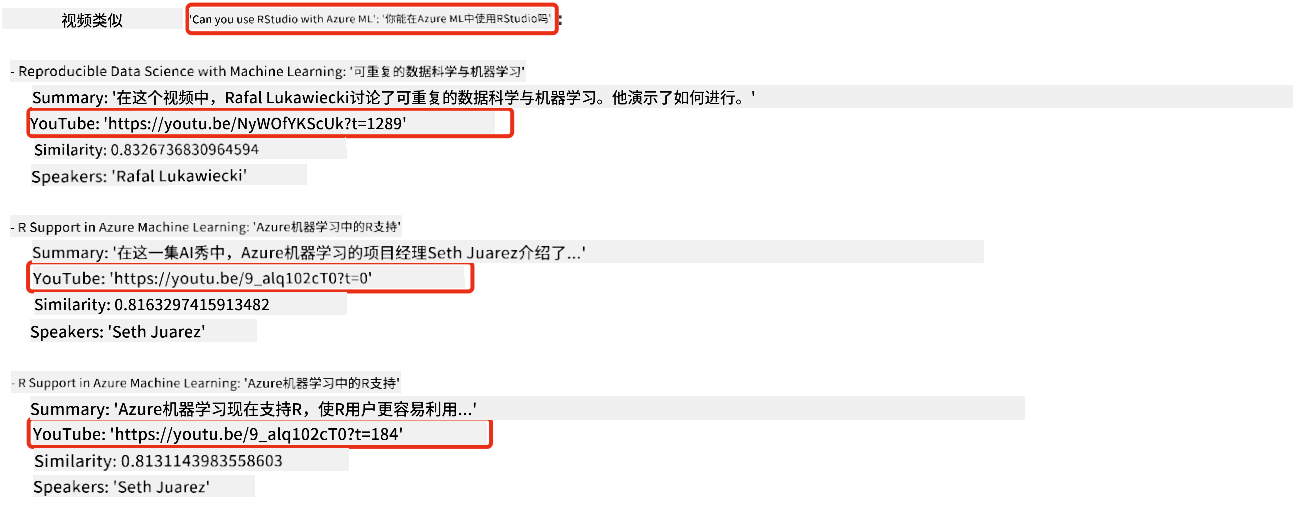 视频类似 'Can you use RStudio with Azure ML': '你能在Azure ML中使用RStudio吗' :
- Reproducible Data Science with Machine Learning: '可重复的数据科学与机器学习'
Summary: '在这个视频中，Rafal Lukawiecki讨论了可重复的数据科学与机器学习。他演示了如何进行。'
YouTube: 'https://youtu.be/NyWOfYKScUk?t=1289'
Similarity: 0.8326736830964594
Speakers: 'Rafal Lukawiecki'
- R Support in Azure Machine Learning: 'Azure机器学习中的R支持'
Summary: '在这一集AI秀中，Azure机器学习的项目经理Seth Juarez介绍了...'
YouTube: 'https://youtu.be/9_alq102cT0?t=0'
Similarity: 0.8163297415913482
Speakers: 'Seth Juarez'
- R Support in Azure Machine Learning: 'Azure机器学习中的R支持'
Summary: 'Azure机器学习现在支持R，使R用户更容易利用...'
YouTube: 'https://youtu.be/9_alq102cT0?t=184'
Similarity: 0.8131143983558603
Speakers: 'Seth Juarez'